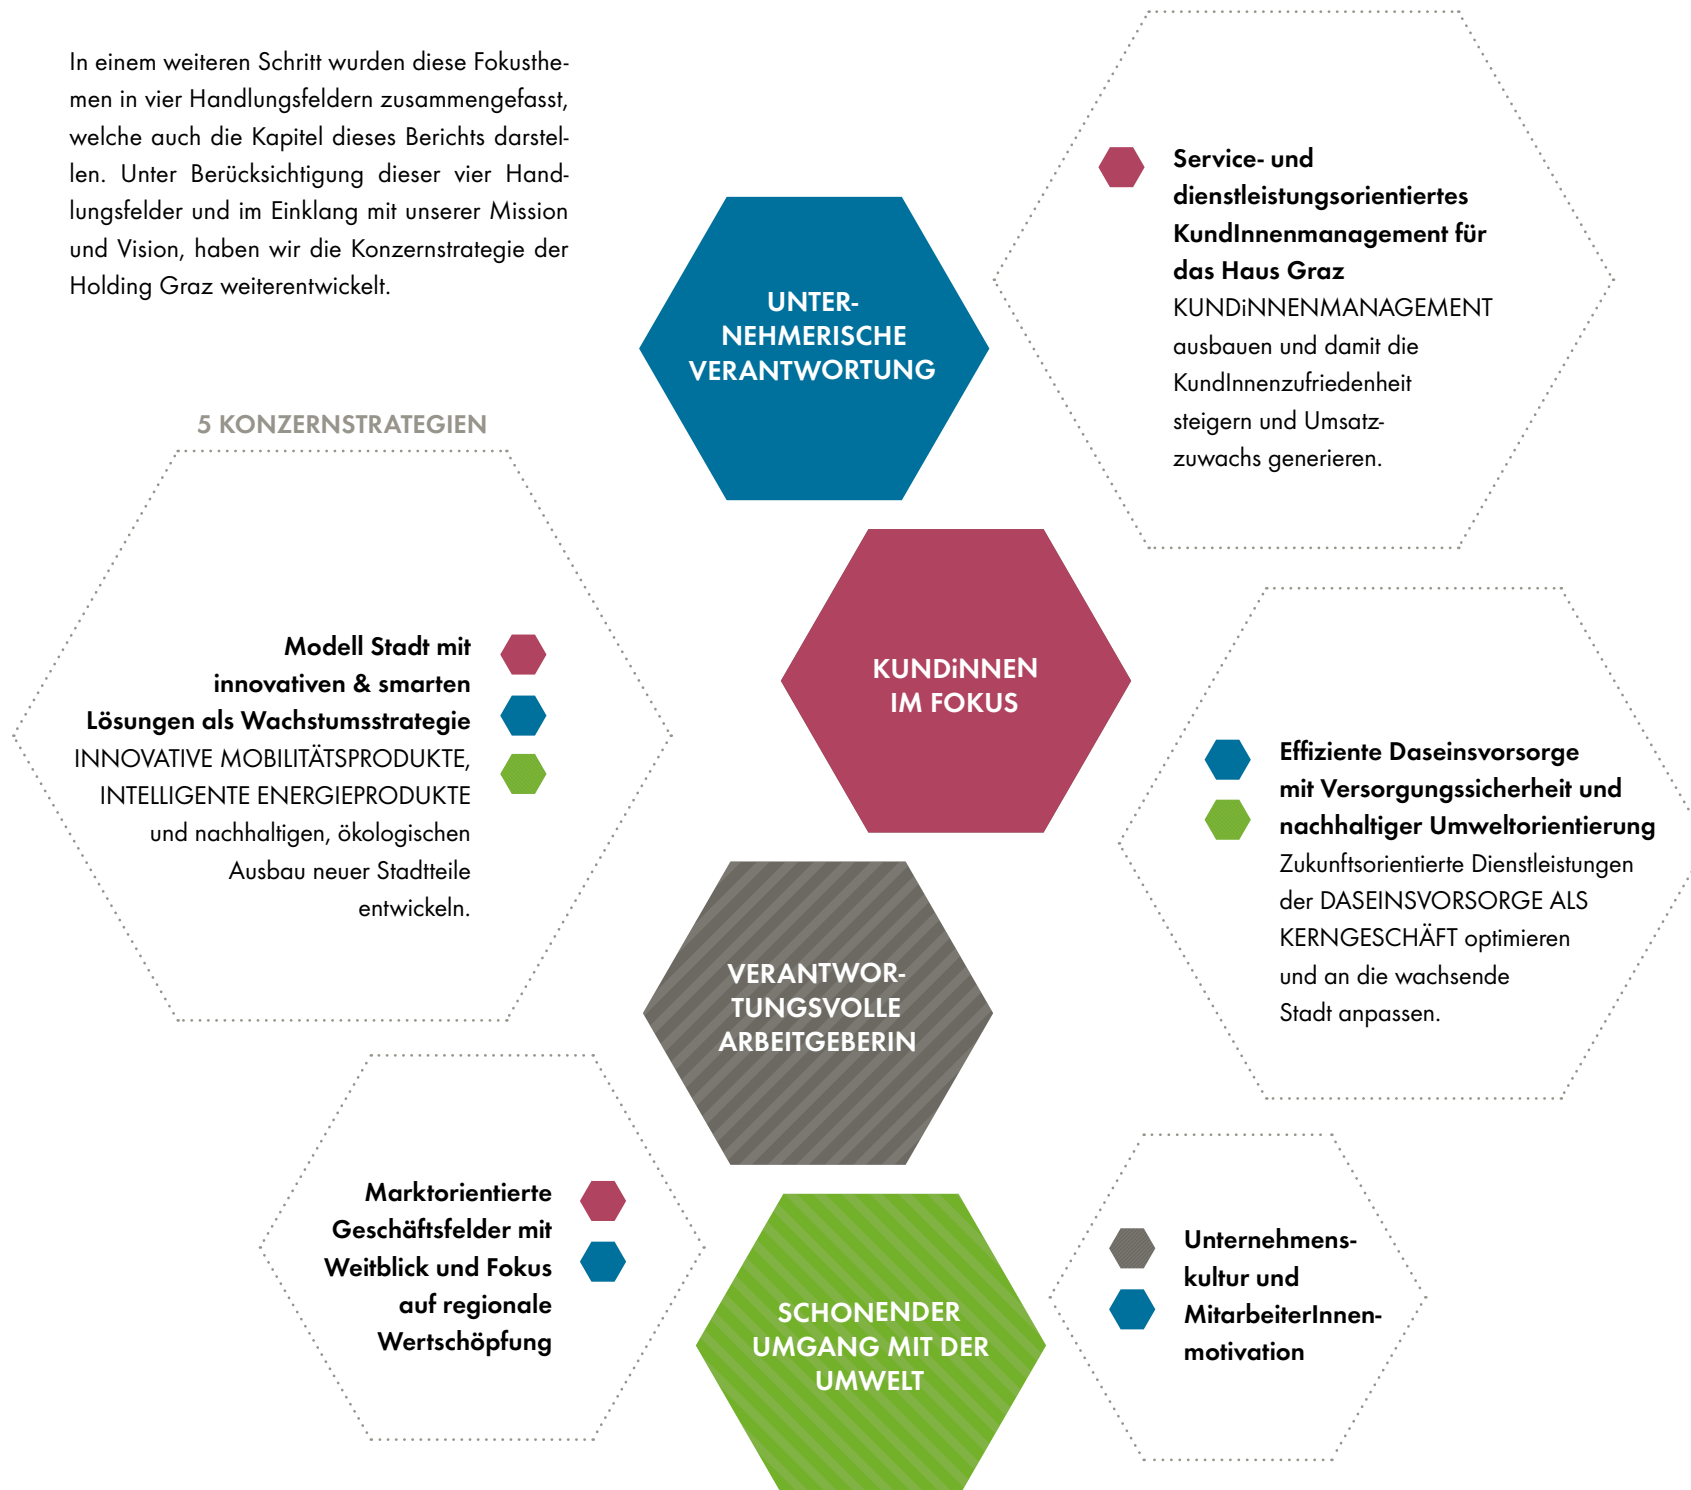 In einem weiteren Schritt wurden diese Fokusthe-
men in vier Handlungsfeldern zusammengefasst,
welche auch die Kapitel dieses Berichts darstel-
len. Unter Berücksichtigung dieser vier Hand-
lungsfelder und im Einklang mit unserer Mission
und Vision, haben wir die Konzernstrategie der
Holding Graz weiterentwickelt.
UNTER-
NEHMERISCHE
VERANTWORTUNG
Service- und
dienstleistungsorientiertes
KundInnenmanagement für
das Haus Graz
KUNDiNNENMANAGEMENT
ausbauen und damit die
KundInnenzufriedenheit
steigern und Umsatz-
zuwachs generieren.
5 KONZERNSTRATEGIEN
Modell Stadt mit
innovativen & smarten
Lösungen als Wachstumsstrategie
INNOVATIVE MOBILITÄTSPRODUKTE,
INTELLIGENTE ENERGIEPRODUKTE
und nachhaltigen, ökologischen
Ausbau neuer Stadtteile
entwickeln.
KUNDiNNEN
IM FOKUS
Effiziente Daseinsvorsorge
mit Versorgungssicherheit und
nachhaltiger Umweltorientierung
Zukunftsorientierte Dienstleistungen
der DASEINSVORSORGE ALS
KERNGESCHÄFT optimieren
und an die wachsende
Stadt anpassen.
VERANTWOR-
TUNGSVOLLE
ARBEITGEBERIN
Marktorientierte
Geschäftsfelder mit
Weitblick und Fokus
auf regionale
Wertschöpfung
SCHONENDER
UMGANG MIT DER
UMWELT
Unternehmens-
kultur und
MitarbeiterInnen-
motivation